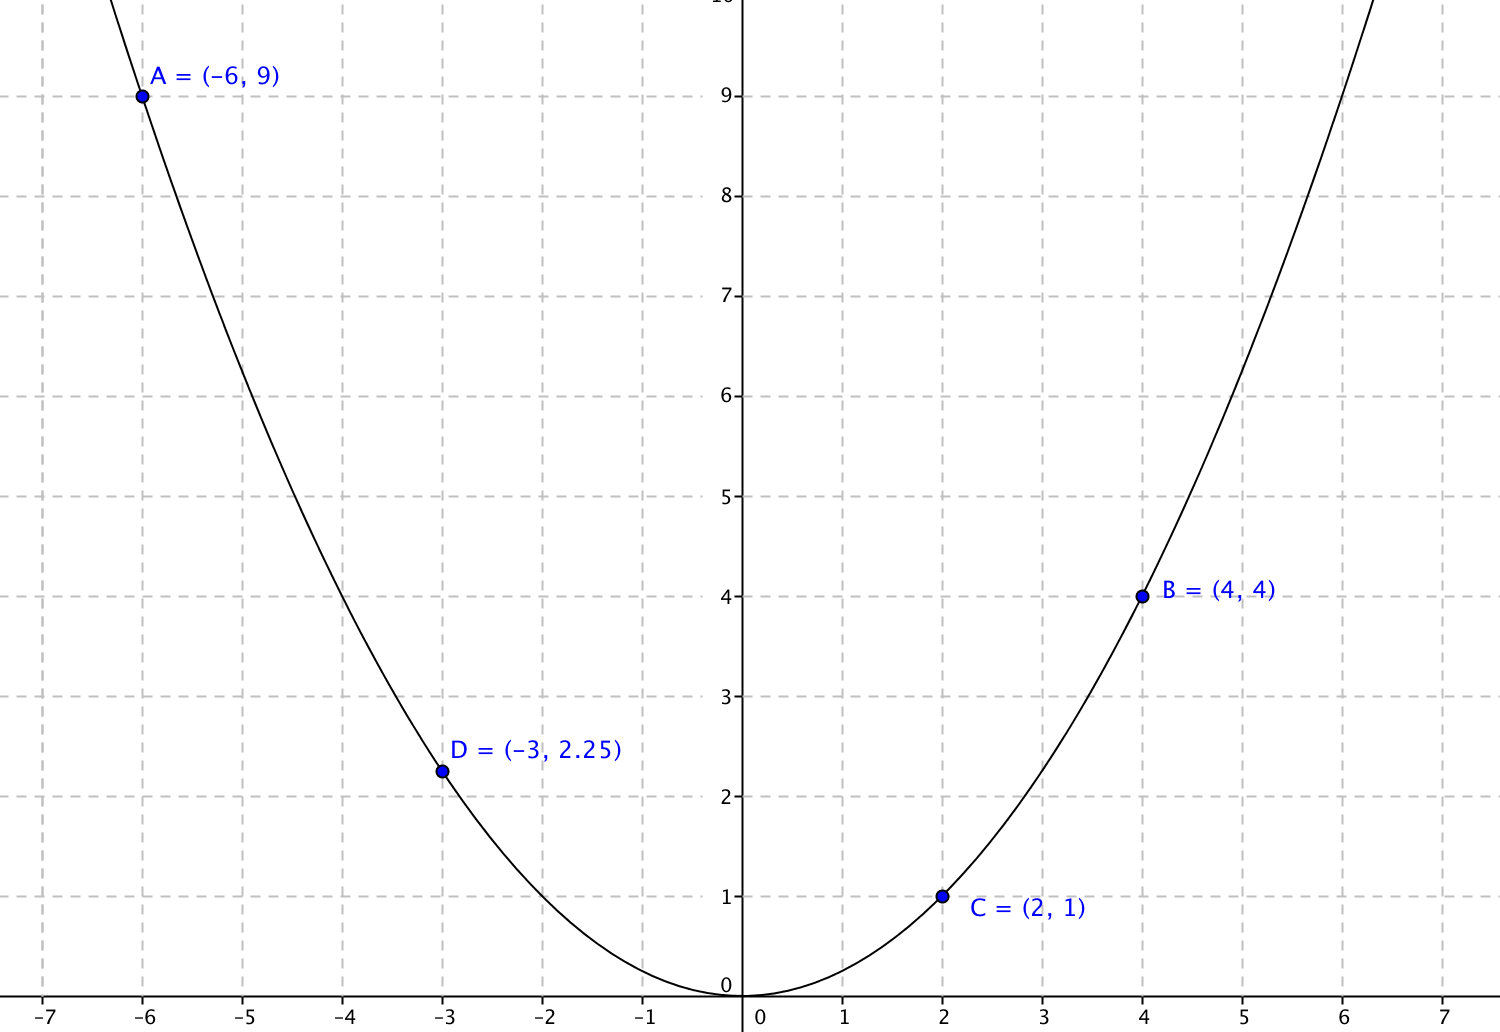 10
A = (–6, 9)
9
8
7
6
5
B = (4, 4)
4
3
D = (–3, 2.25)
2
1
C = (2, 1)
0
–7 –6 –5 –4 –3 –2 –1 0 1 2 3 4 5 6 7